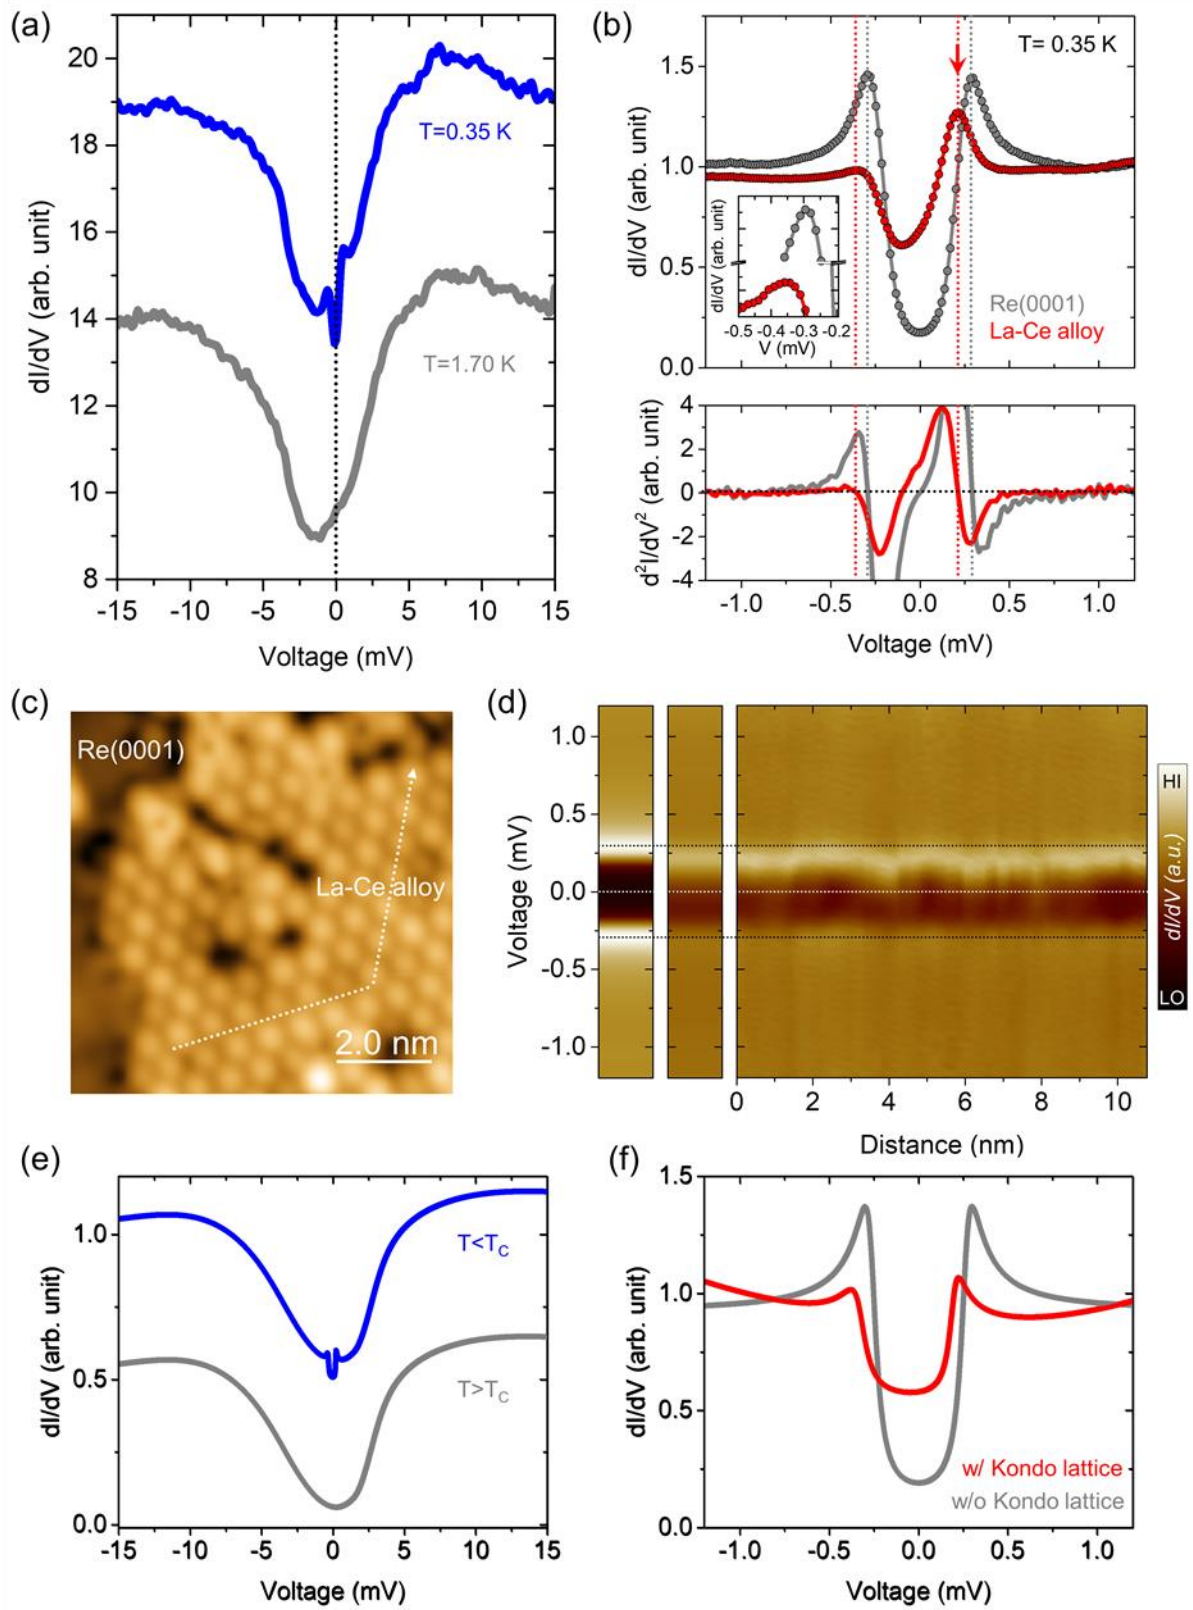 (a)
20
18
16
14
12
10
8
dI/dV (arb. unit)
T=0.35 K
T=1.70 K
-15 -10 -5 0 5 10 15
Voltage (mV)
(b)
T= 0.35 K
1.5
1.0
0.5
0.0
dI/dV (arb. unit)
dI/dV (arb. unit)
-0.5 -0.4 -0.3 -0.2
V (mV)
Re(0001)
La-Ce alloy
4
2
0
-2
-4
d²I/dV² (arb. unit)
-1.0 -0.5 0.0 0.5 1.0
Voltage (mV)
(c)
Re(0001)
La-Ce alloy
2.0 nm
(d)
1.0
0.5
0.0
-0.5
-1.0
Voltage (mV)
0 2 4 6 8 10
Distance (nm)
HI
dI/dV (a.u.)
LO
(e)
1.0
0.5
0.0
dI/dV (arb. unit)
T<T_C
T>T_C
-15 -10 -5 0 5 10 15
Voltage (mV)
(f)
1.5
1.0
0.5
0.0
dI/dV (arb. unit)
w/ Kondo lattice
w/o Kondo lattice
-1.0 -0.5 0.0 0.5 1.0
Voltage (mV)